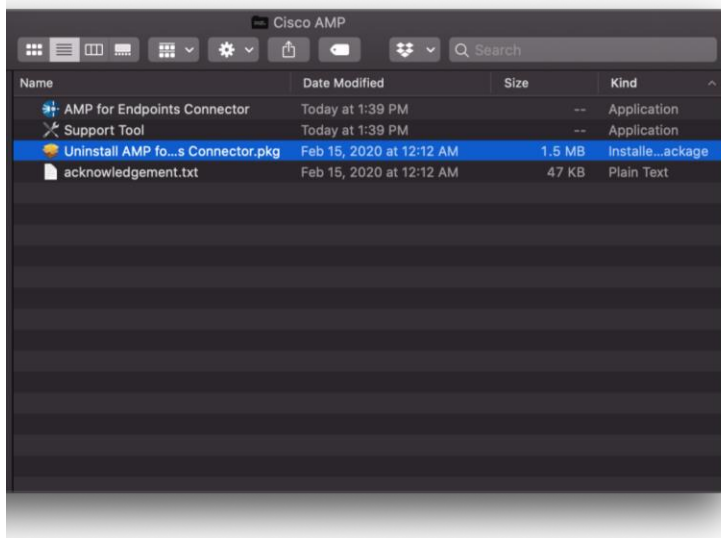 Cisco AMP
Search
Name Date Modified Size Kind
AMP for Endpoints Connector Today at 1:39 PM -- Application
Support Tool Today at 1:39 PM -- Application
Uninstall AMP fo...s Connector.pkg Feb 15, 2020 at 12:12 AM 1.5 MB Installe...ackage
acknowledgement.txt Feb 15, 2020 at 12:12 AM 47 KB Plain Text